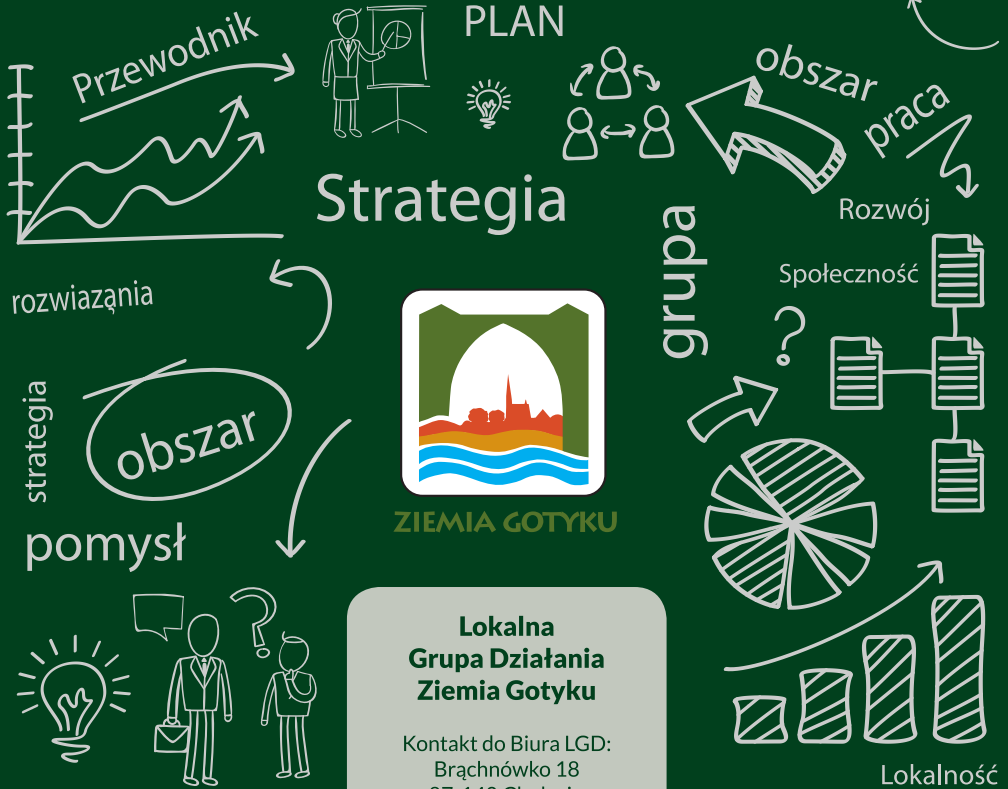 PLAN
Przewodnik
obszar
praca
Strategia
grupa
Rozwój
Społeczność
rozwiaząnia
strategia
obszar
pomysł
ZIEMIA GOTYKU
Lokalna
Grupa Działania
Ziemia Gotyku
Kontakt do Biura LGD:
Brąchnówko 18
Lokalność